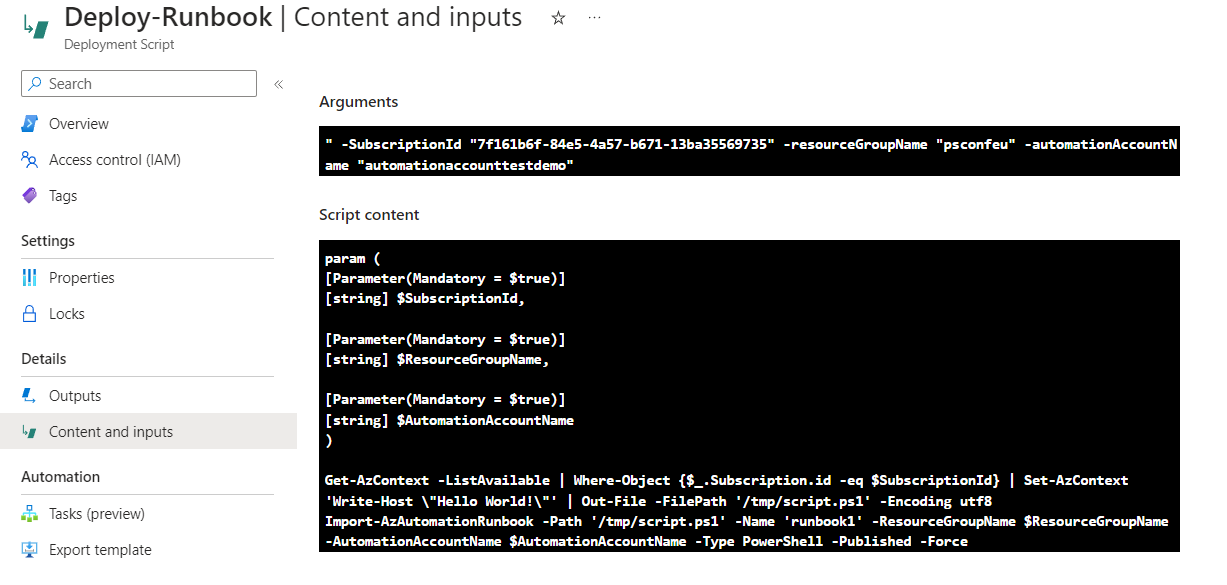 Deploy-Runbook | Content and inputs
Deployment Script
Search
Overview
Access control (IAM)
Tags
Settings
Properties
Locks
Details
Outputs
Content and inputs
Automation
Tasks (preview)
Export template
Arguments
" -SubscriptionId "7f161b6f-84e5-4a57-b671-13ba35569735" -resourceGroupName "psconfeu" -automationAccountN
ame "automationaccounttestdemo"
Script content
param (
[Parameter(Mandatory = $true)]
[string] $SubscriptionId,
[Parameter(Mandatory = $true)]
[string] $ResourceGroupName,
[Parameter(Mandatory = $true)]
[string] $AutomationAccountName
)
Get-AzContext -ListAvailable | Where-Object {$_.Subscription.id -eq $SubscriptionId} | Set-AzContext
'Write-Host \"Hello World!\"' | Out-File -FilePath '/tmp/script.ps1' -Encoding utf8
Import-AzAutomationRunbook -Path '/tmp/script.ps1' -Name 'runbook1' -ResourceGroupName $ResourceGroupName
-AutomationAccountName $AutomationAccountName -Type PowerShell -Published -Force